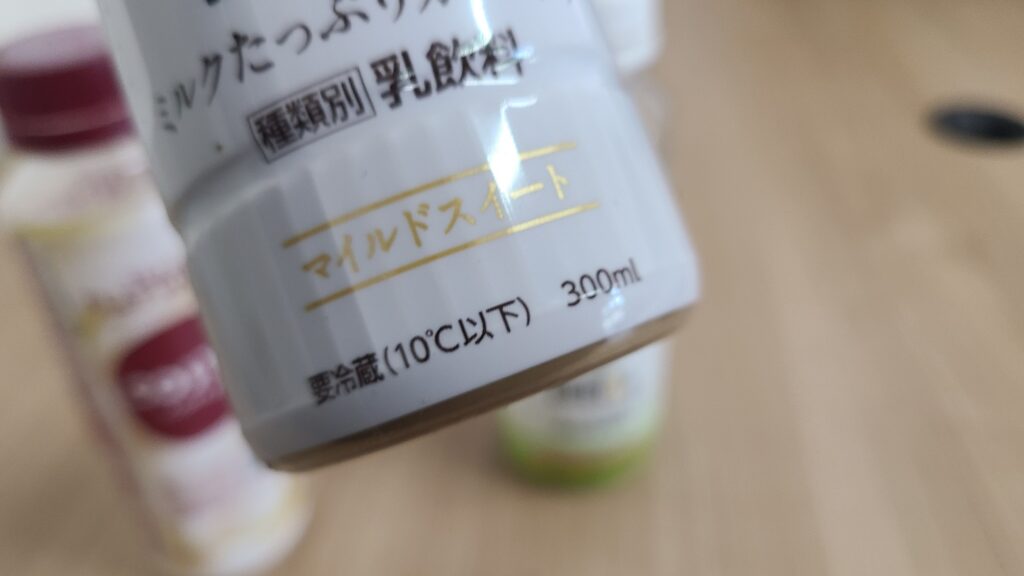 ミルクたっぷり
種類別 乳飲料
マイルドスイート
要冷蔵(10℃以下) 300ml